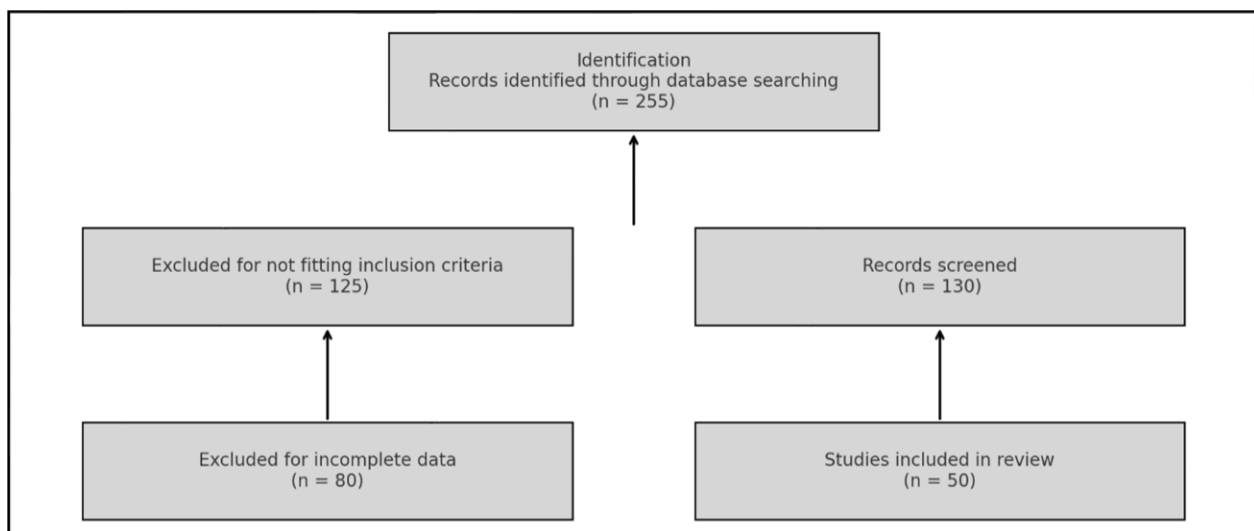 Identification
Records identified through database searching
(n = 255)
Excluded for not fitting inclusion criteria
(n = 125)
Records screened
(n = 130)
Excluded for incomplete data
(n = 80)
Studies included in review
(n = 50)